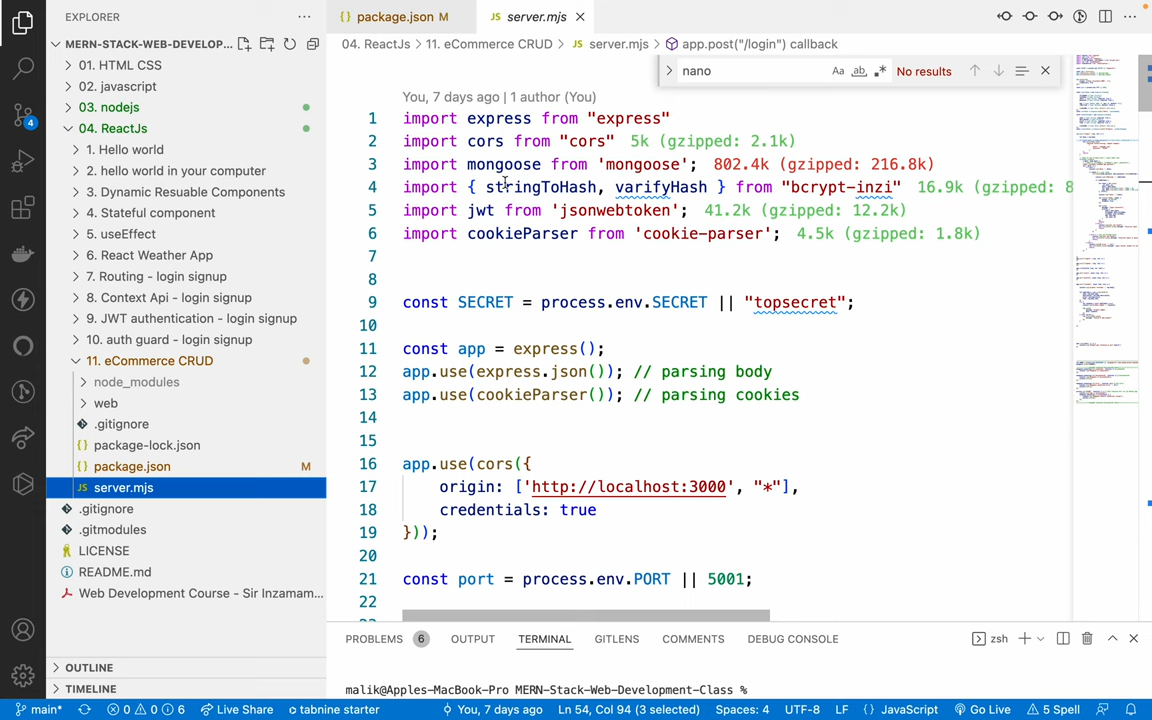 EXPLORER
package.json M
JS server.mjs
MERN-STACK-WEB-DEVELOP...
04. ReactJs > 11. eCommerce CRUD > JS server.mjs > app.post("/login") callback
01. HTML CSS
02. javascript
03. nodejs
04. ReactJs
1. Hello world
2. hello world in your computer
3. Dynamic Resuable Components
4. Stateful component
5. useEffect
6. React Weather App
7. Routing - login signup
8. Context Api - login signup
9. JWT authentication - login signup
10. auth guard - login signup
11. eCommerce CRUD
node_modules
web
.gitignore
package-lock.json
package.json M
JS server.mjs
.gitignore
.gitmodules
LICENSE
README.md
Web Development Course - Sir Inzamam...
OUTLINE
TIMELINE
nano Aa ab No results
You, 7 days ago | 1 author (You)
1 import express from "express"
2 import cors from "cors" 5k (gzipped: 2.1k)
3 import mongoose from 'mongoose'; 802.4k (gzipped: 216.8k)
4 import { stringToHash, varifyHash } from "bcrypt-inzi" 16.9k (gzipped: 8
5 import jwt from 'jsonwebtoken'; 41.2k (gzipped: 12.2k)
6 import cookieParser from 'cookie-parser'; 4.5k (gzipped: 1.8k)
7
8
9 const SECRET = process.env.SECRET || "topsecret";
10
11 const app = express();
12 app.use(express.json()); // parsing body
13 app.use(cookieParser()); // parsing cookies
14
15
16 app.use(cors({
17 origin: ['http://localhost:3000', "*"],
18 credentials: true
19 }));
20
21 const port = process.env.PORT || 5001;
22
PROBLEMS 6 OUTPUT TERMINAL GITLENS COMMENTS DEBUG CONSOLE zsh
malik@Apples-MacBook-Pro MERN-Stack-Web-Development-Class %
4
main* 0 0 6 Live Share tabnine starter You, 7 days ago Ln 54, Col 94 (3 selected) Spaces: 4 UTF-8 LF {} JavaScript Go Live 5 Spell